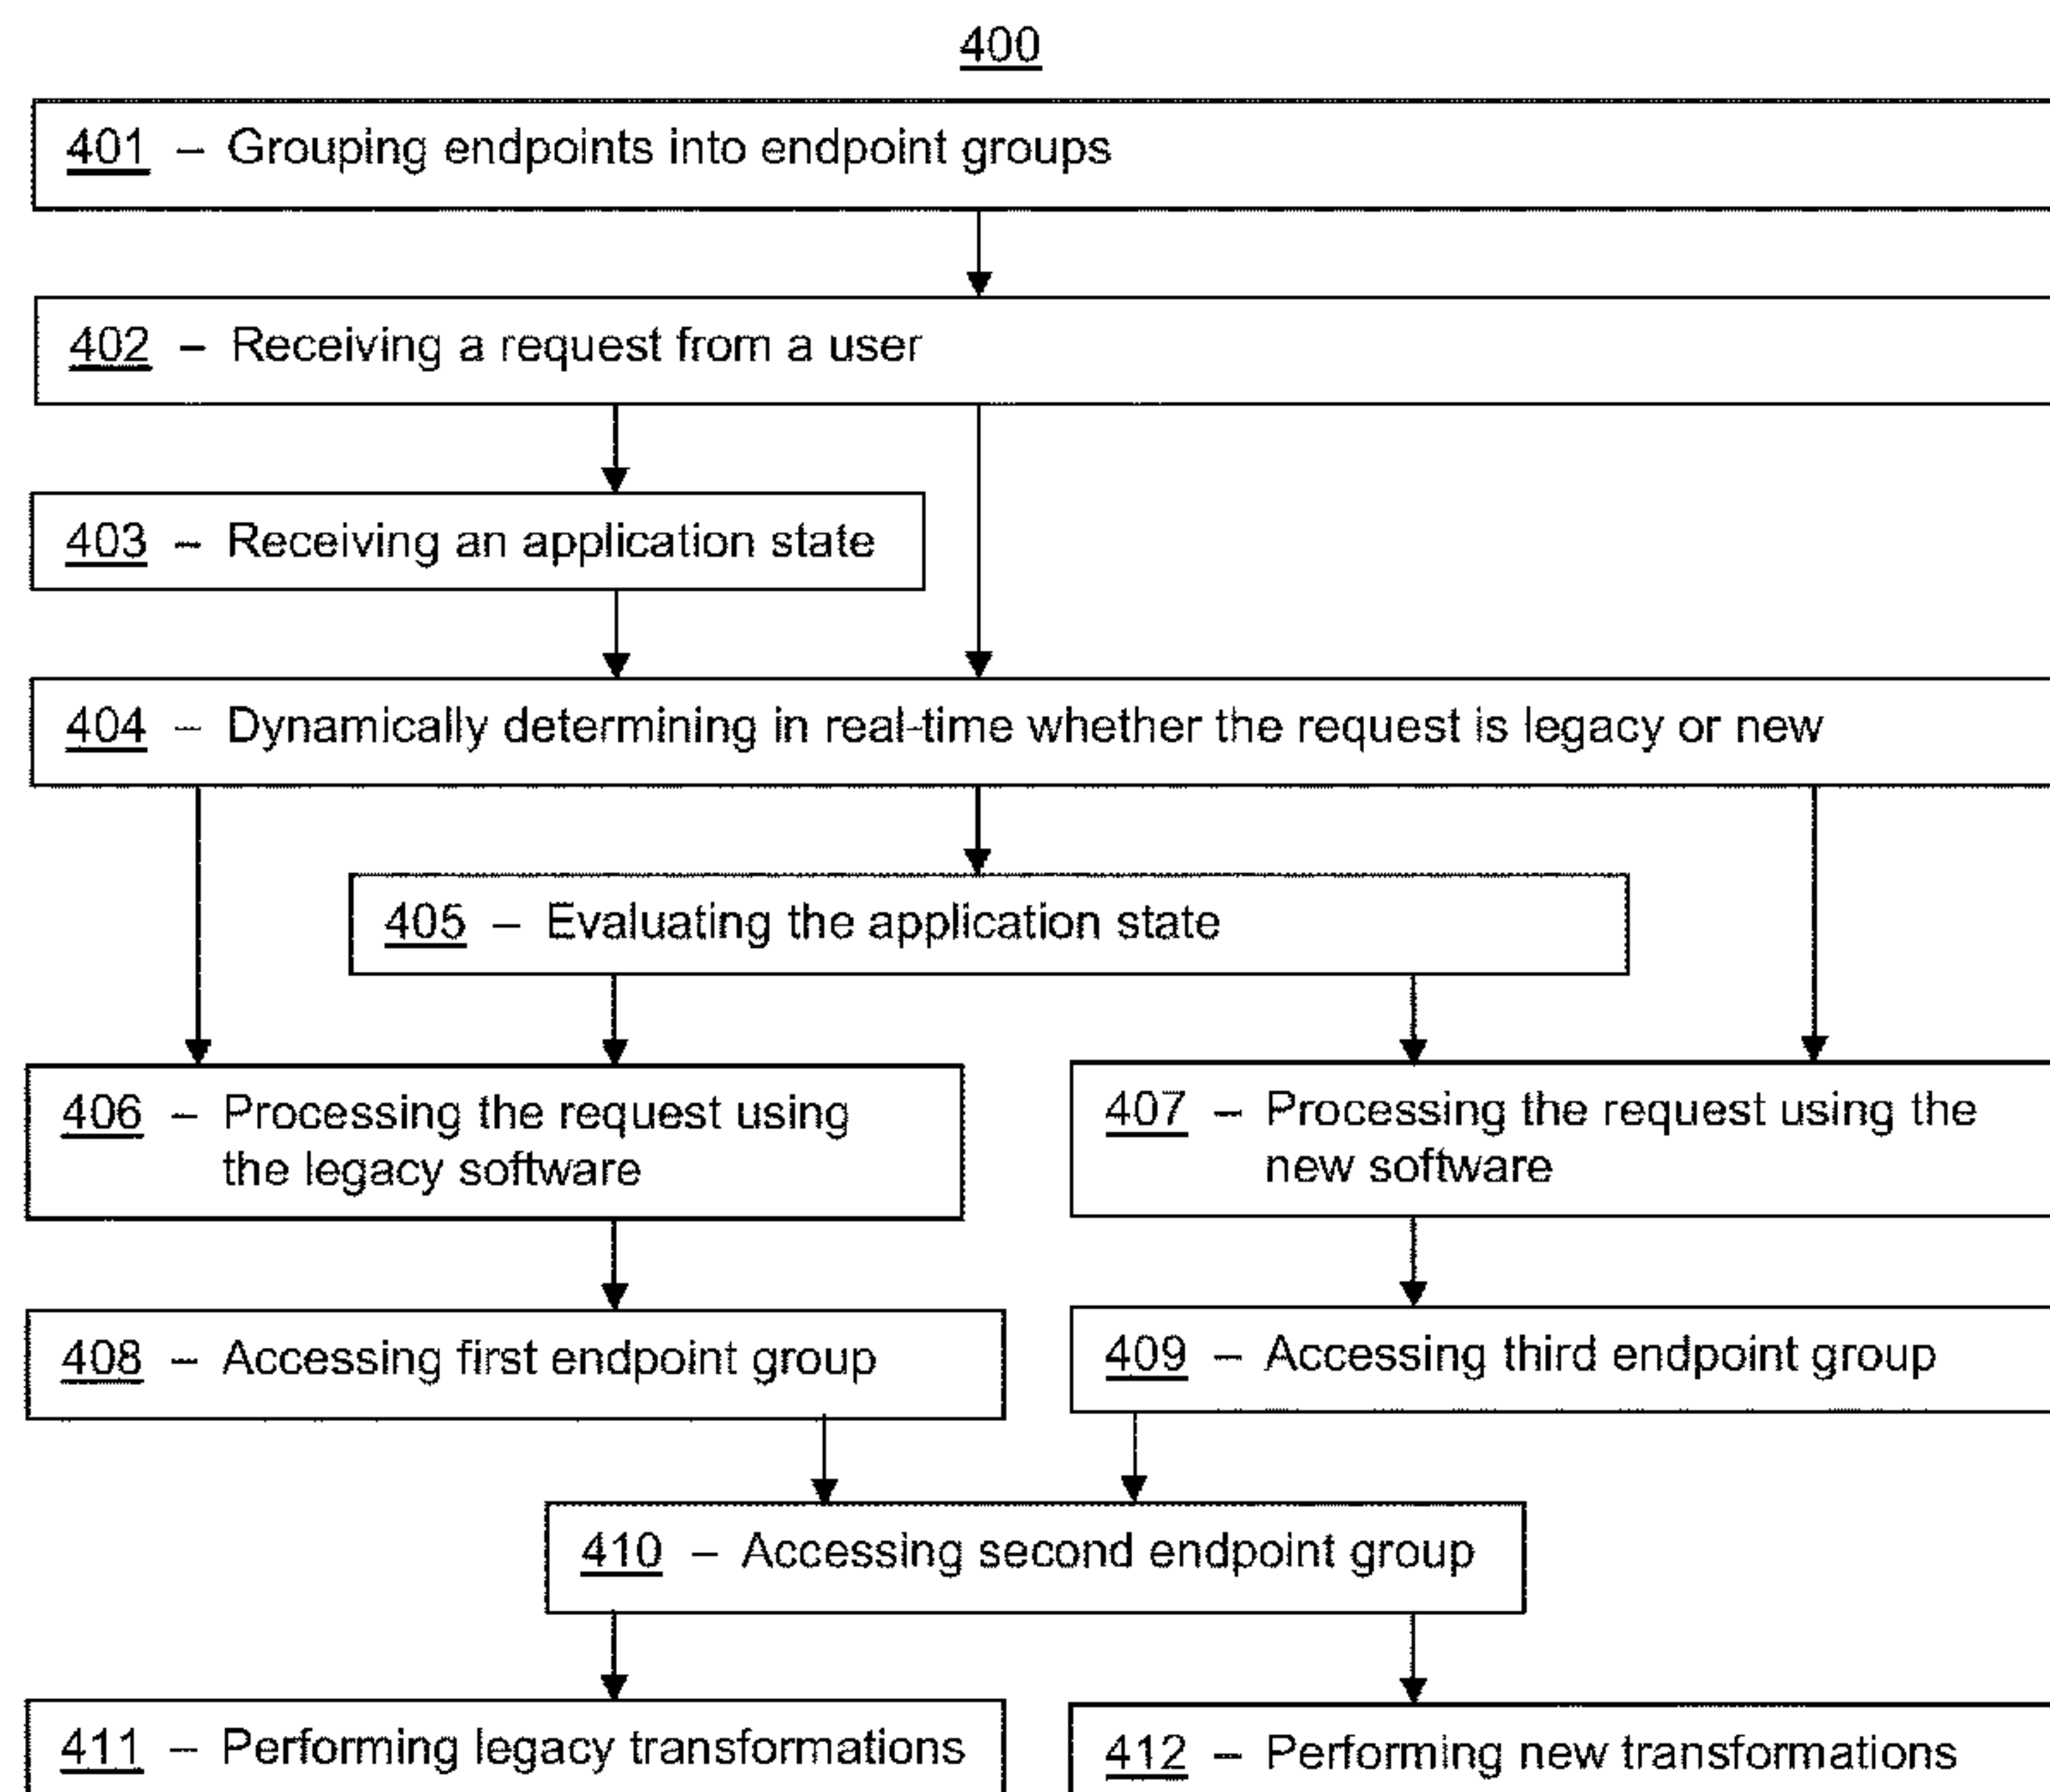 400
401 – Grouping endpoints into endpoint groups
402 – Receiving a request from a user
403 – Receiving an application state
404 – Dynamically determining in real-time whether the request is legacy or new
405 – Evaluating the application state
406 – Processing the request using
the legacy software
407 – Processing the request using the
new software
408 – Accessing first endpoint group
409 – Accessing third endpoint group
410 – Accessing second endpoint group
411 – Performing legacy transformations
412 – Performing new transformations